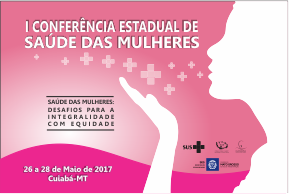 I CONFERÊNCIA ESTADUAL DE
SAÚDE DAS MULHERES
SAÚDE DAS MULHERES:
DESAFIOS PARA A
INTEGRALIDADE
COM EQUIDADE
SUS
26 a 28 de Maio de 2017
Cuiabá-MT